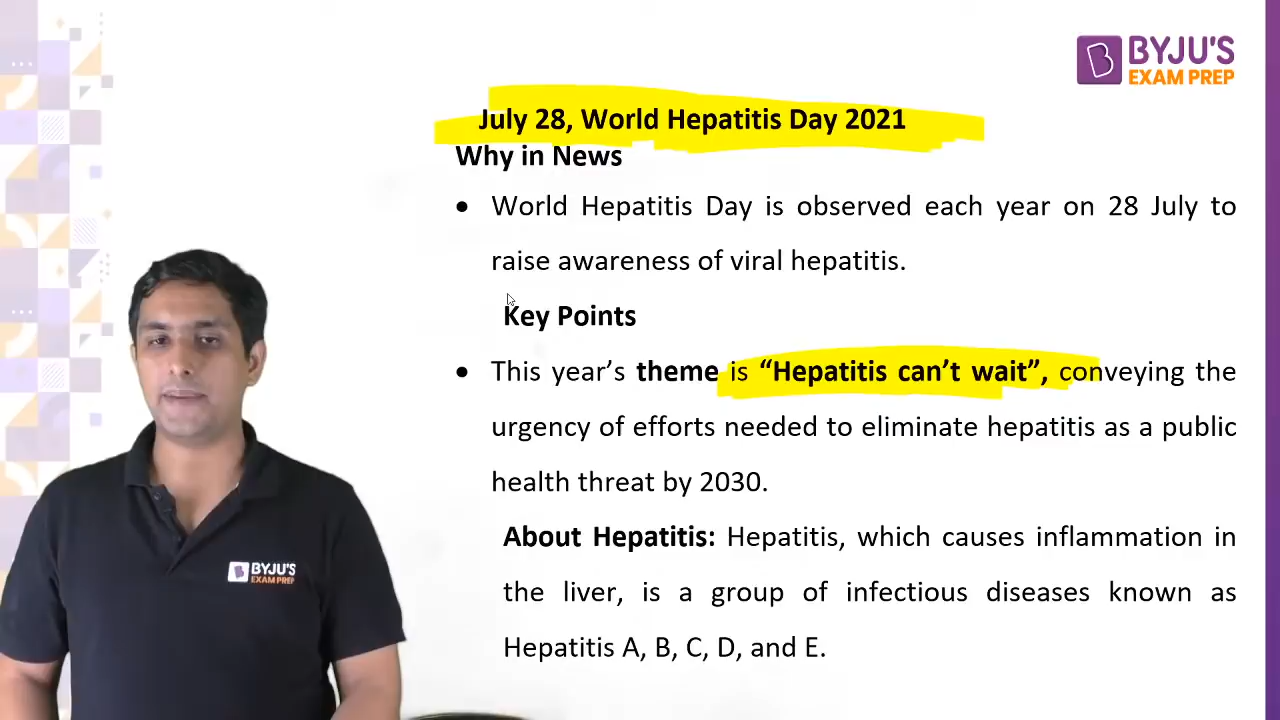 BYJU'S
EXAM PREP
July 28, World Hepatitis Day 2021
Why in News
• World Hepatitis Day is observed each year on 28 July to
raise awareness of viral hepatitis.
Key Points
• This year’s theme is “Hepatitis can’t wait”, conveying the
urgency of efforts needed to eliminate hepatitis as a public
health threat by 2030.
About Hepatitis: Hepatitis, which causes inflammation in
the liver, is a group of infectious diseases known as
Hepatitis A, B, C, D, and E.
BYJU'S
EXAM PREP